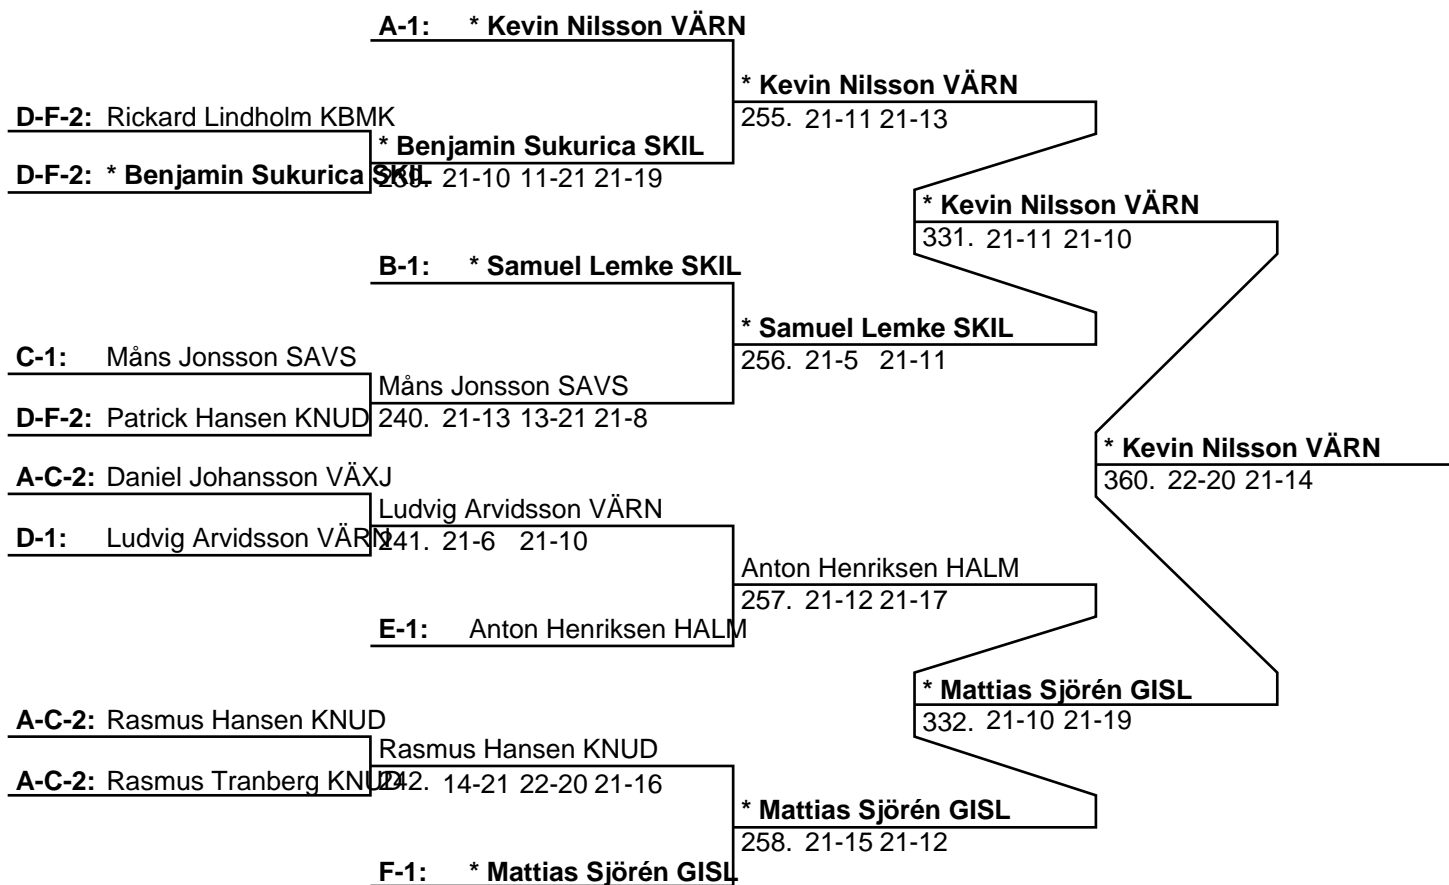 A-1: * Kevin Nilsson VÄRN
* Kevin Nilsson VÄRN
D-F-2: Rickard Lindholm KBMK
255. 21-11 21-13
* Benjamin Sukurica SKIL
D-F-2: * Benjamin Sukurica SKIL
239. 21-10 11-21 21-19
* Kevin Nilsson VÄRN
331. 21-11 21-10
B-1: * Samuel Lemke SKIL
* Samuel Lemke SKIL
C-1: Måns Jonsson SAVS
256. 21-5 21-11
Måns Jonsson SAVS
D-F-2: Patrick Hansen KNUD
240. 21-13 13-21 21-8
* Kevin Nilsson VÄRN
A-C-2: Daniel Johansson VÄXJ
360. 22-20 21-14
Ludvig Arvidsson VÄRN
D-1: Ludvig Arvidsson VÄRN
241. 21-6 21-10
Anton Henriksen HALM
257. 21-12 21-17
E-1: Anton Henriksen HALM
* Mattias Sjörén GISL
A-C-2: Rasmus Hansen KNUD
332. 21-10 21-19
Rasmus Hansen KNUD
A-C-2: Rasmus Tranberg KNUD
242. 14-21 22-20 21-16
* Mattias Sjörén GISL
258. 21-15 21-12
F-1: * Mattias Sjörén GISL